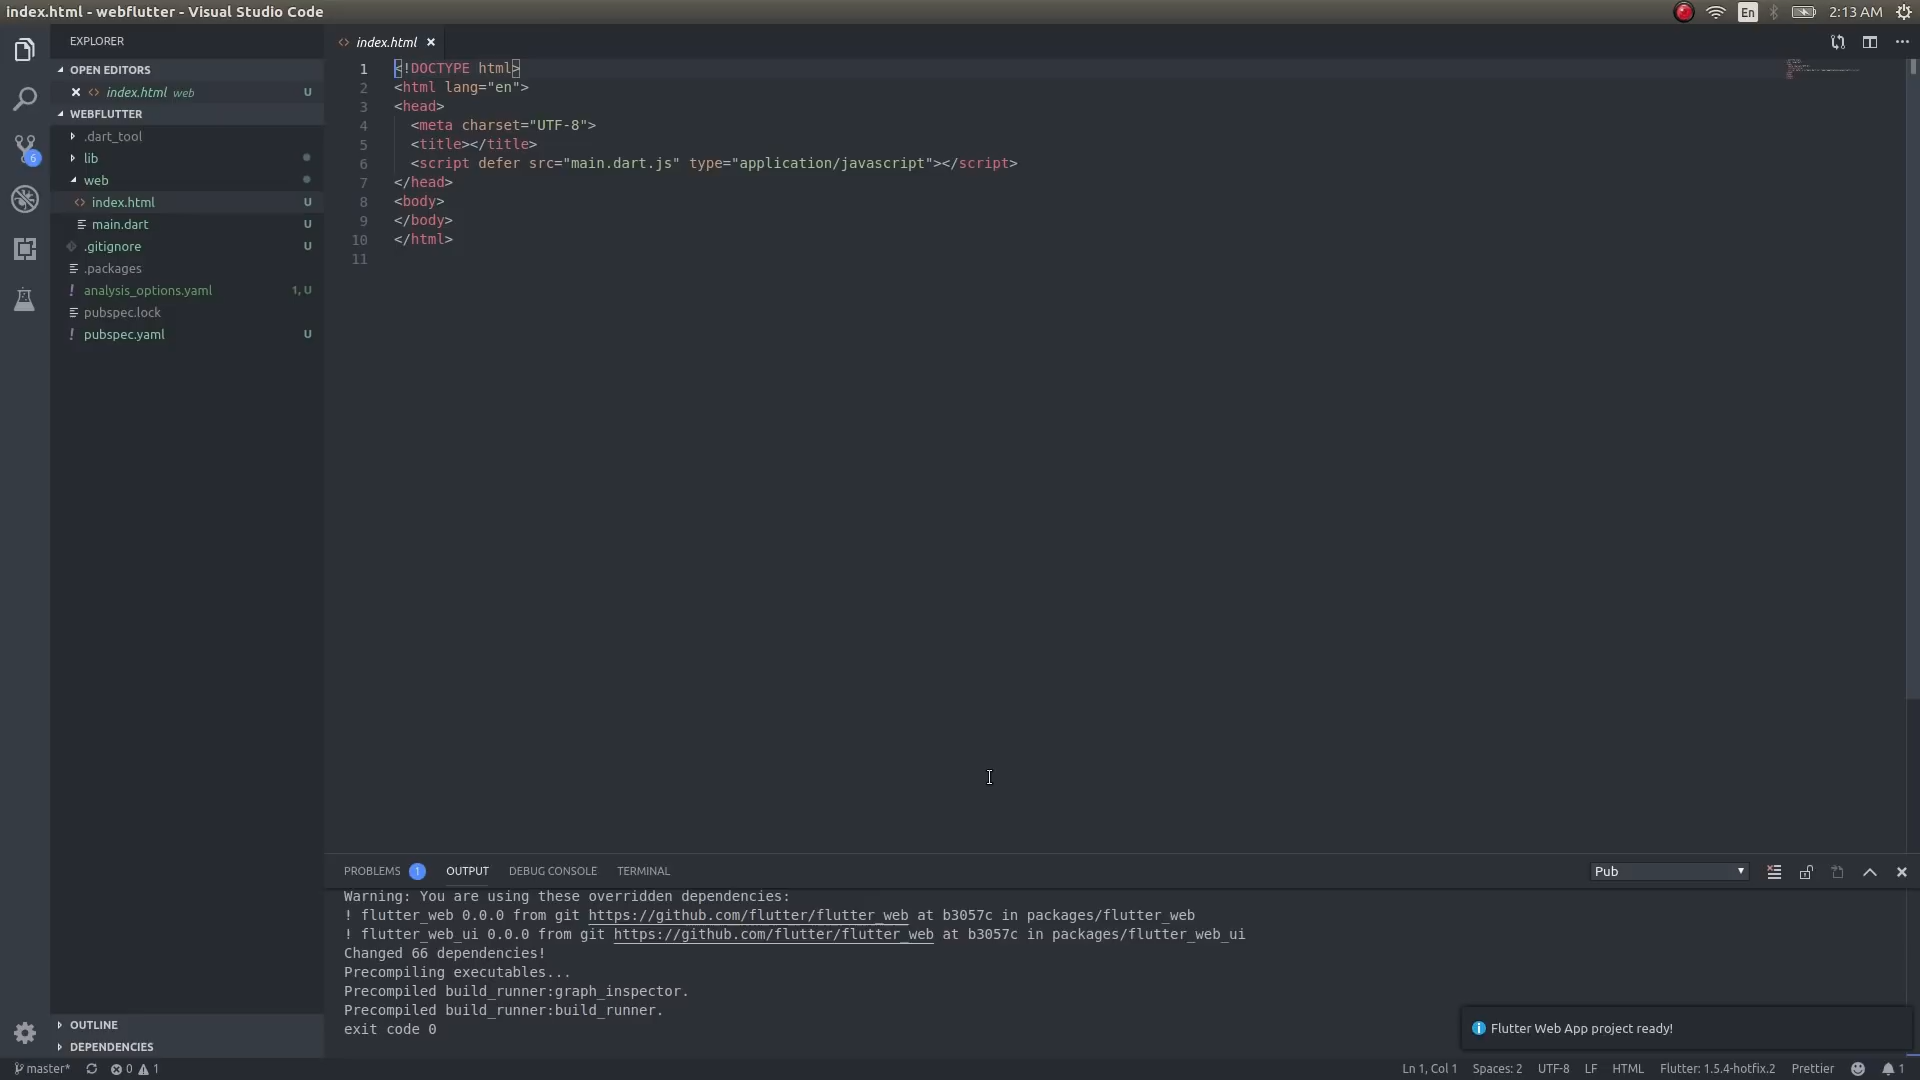 index.html - webflutter - Visual Studio Code
En
2:13 AM
EXPLORER
OPEN EDITORS
index.html web U
WEBFLUTTER
.dart_tool
lib
web
index.html U
main.dart U
.gitignore U
.packages
analysis_options.yaml 1, U
pubspec.lock
pubspec.yaml U
OUTLINE
DEPENDENCIES
6
index.html
1 <!DOCTYPE html>
2 <html lang="en">
3 <head>
4 <meta charset="UTF-8">
5 <title></title>
6 <script defer src="main.dart.js" type="application/javascript"></script>
7 </head>
8 <body>
9 </body>
10 </html>
11
PROBLEMS 1 OUTPUT DEBUG CONSOLE TERMINAL Pub
Warning: You are using these overridden dependencies:
! flutter_web 0.0.0 from git https://github.com/flutter/flutter_web at b3057c in packages/flutter_web
! flutter_web_ui 0.0.0 from git https://github.com/flutter/flutter_web at b3057c in packages/flutter_web_ui
Changed 66 dependencies!
Precompiling executables...
Precompiled build_runner:graph_inspector.
Precompiled build_runner:build_runner.
exit code 0
Flutter Web App project ready!
master* 0 1 Ln 1, Col 1 Spaces: 2 UTF-8 LF HTML Flutter: 1.5.4-hotfix.2 Prettier 1